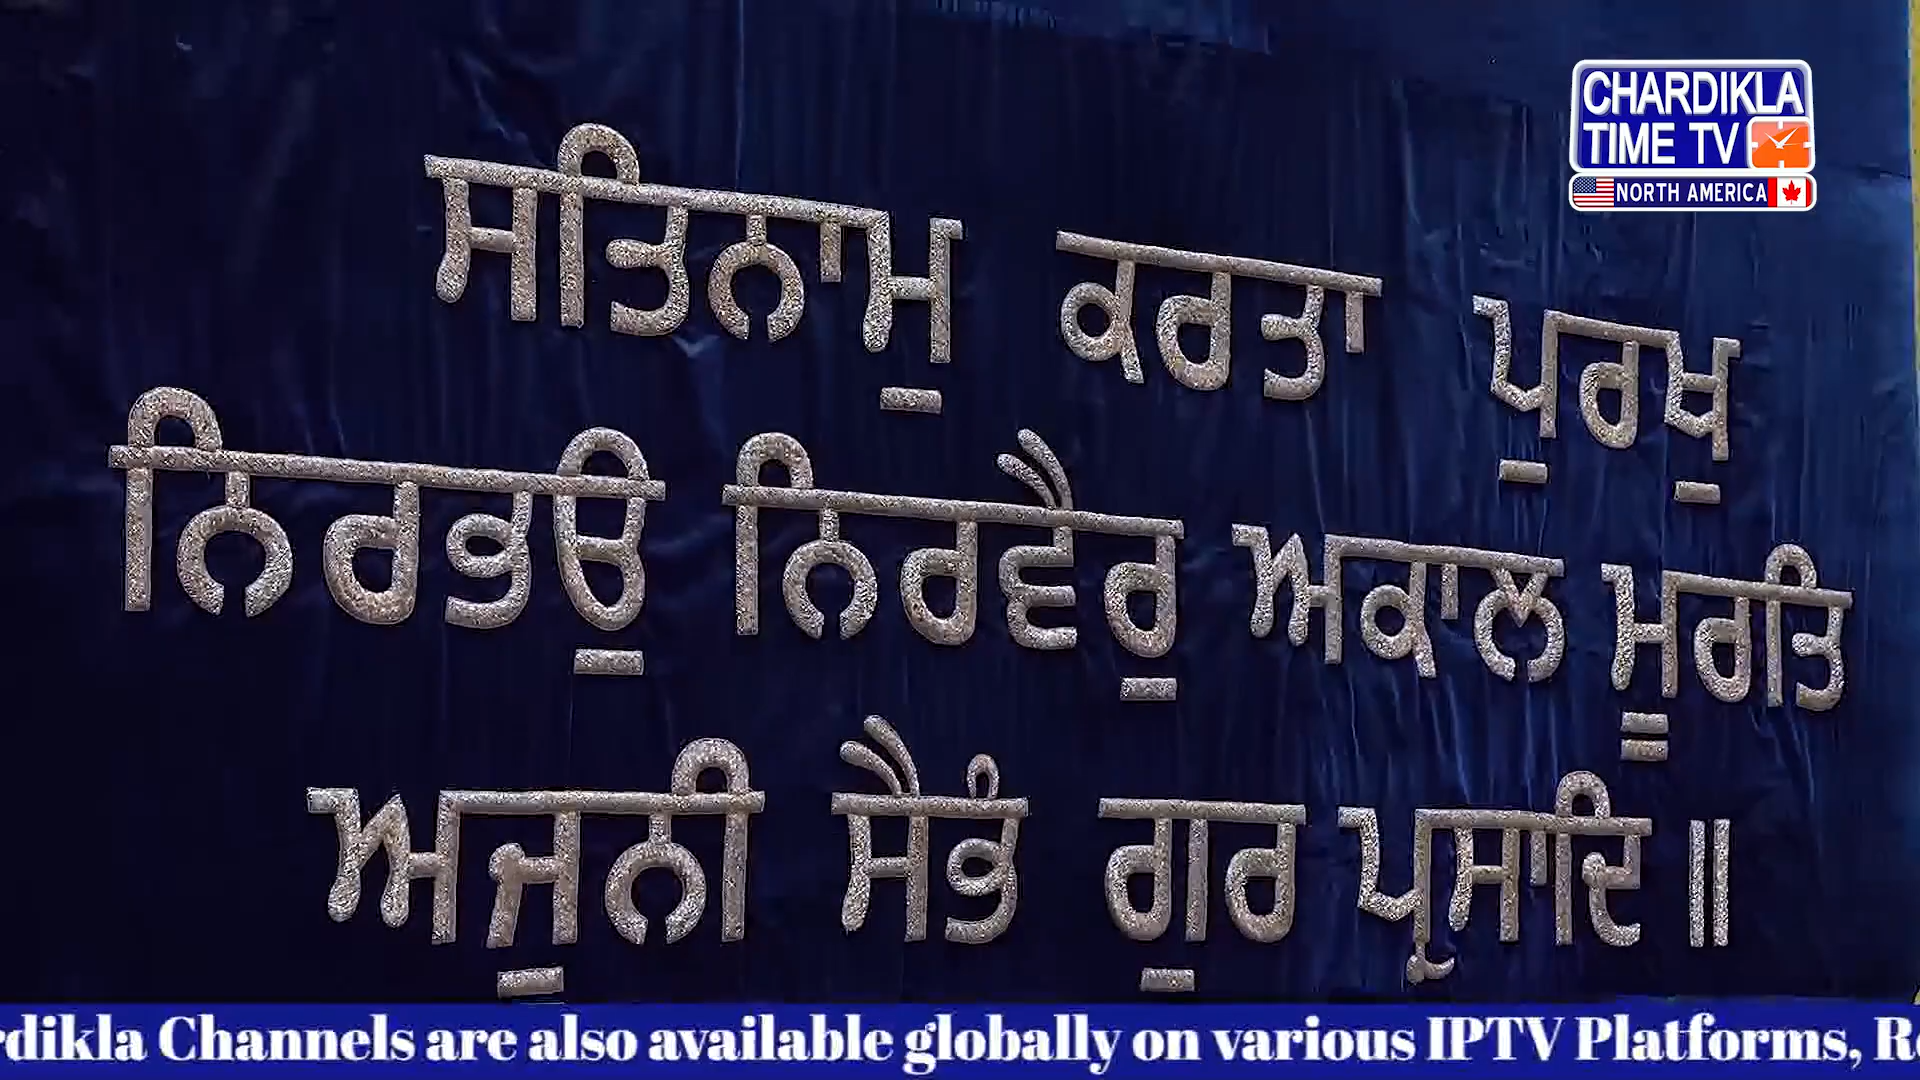 CHARDIKLA
TIME TV
NORTH AMERICA
ਸਤਿਨਾਮੁ ਕਰਤਾ ਪੁਰਖੁ
ਨਿਰਭਉੁ ਨਿਰਵੈਰੁ ਅਕਾਲ ਮੂਰਤਿ
ਅਜੁਨੀ ਸੈਭੰ ਗੁਰ ਪ੍ਰਸਾਦਿ ॥
rdikla Channels are also available globally on various IPTV Platforms, R